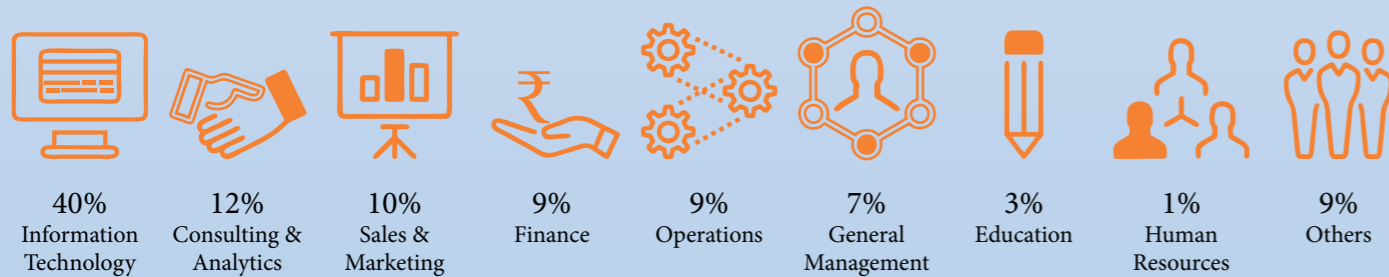 40%
Information
Technology
12%
Consulting &
Analytics
10%
Sales &
Marketing
₹
9%
Finance
9%
Operations
7%
General
Management
3%
Education
1%
Human
Resources
9%
Others